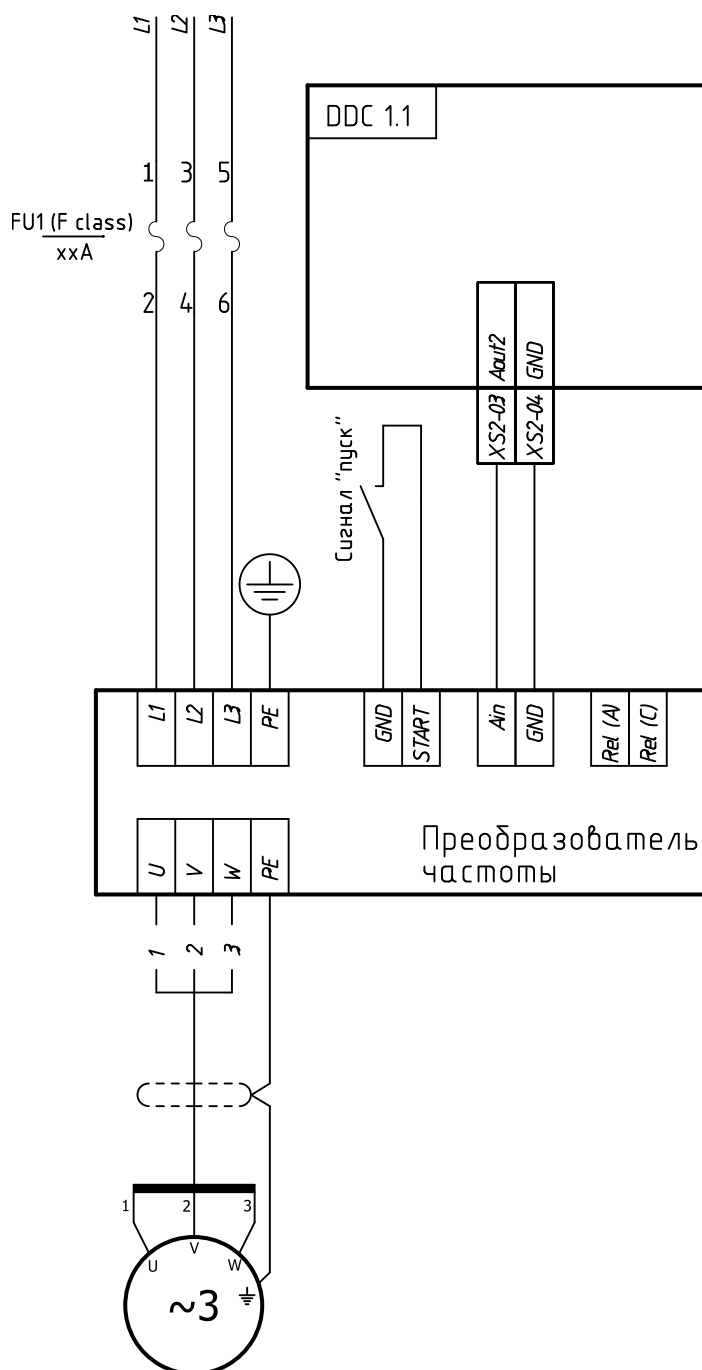 L1
L2
L3
DDC 1.1
1
3
5
FU1 (F class)
xxA
2
4
6
Aout2
GND
XS2-03
XS2-04
Сигнал "пуск"
L1
L2
L3
PE
GND
START
Ain
GND
Rel (A)
Rel (C)
Преобразователь
частоты
U
V
W
PE
1
2
3
1
2
3
U
V
W
~3